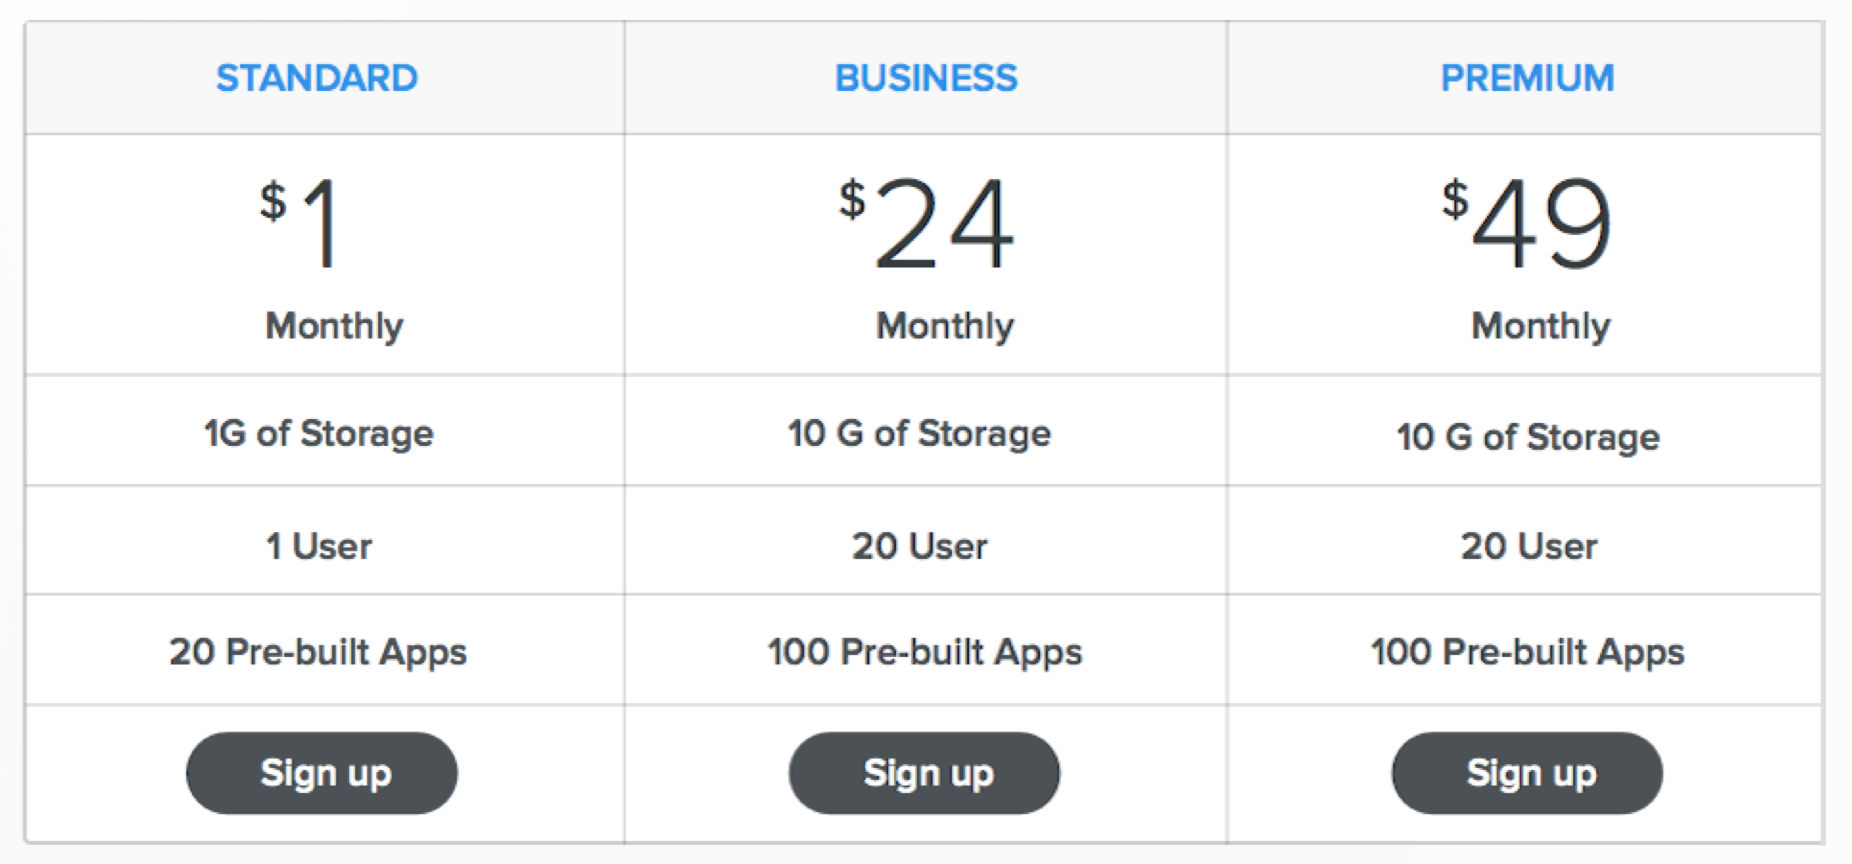 STANDARD
BUSINESS
PREMIUM
$1
$24
$49
Monthly
Monthly
Monthly
1G of Storage
10 G of Storage
10 G of Storage
1 User
20 User
20 User
20 Pre-built Apps
100 Pre-built Apps
100 Pre-built Apps
Sign up
Sign up
Sign up